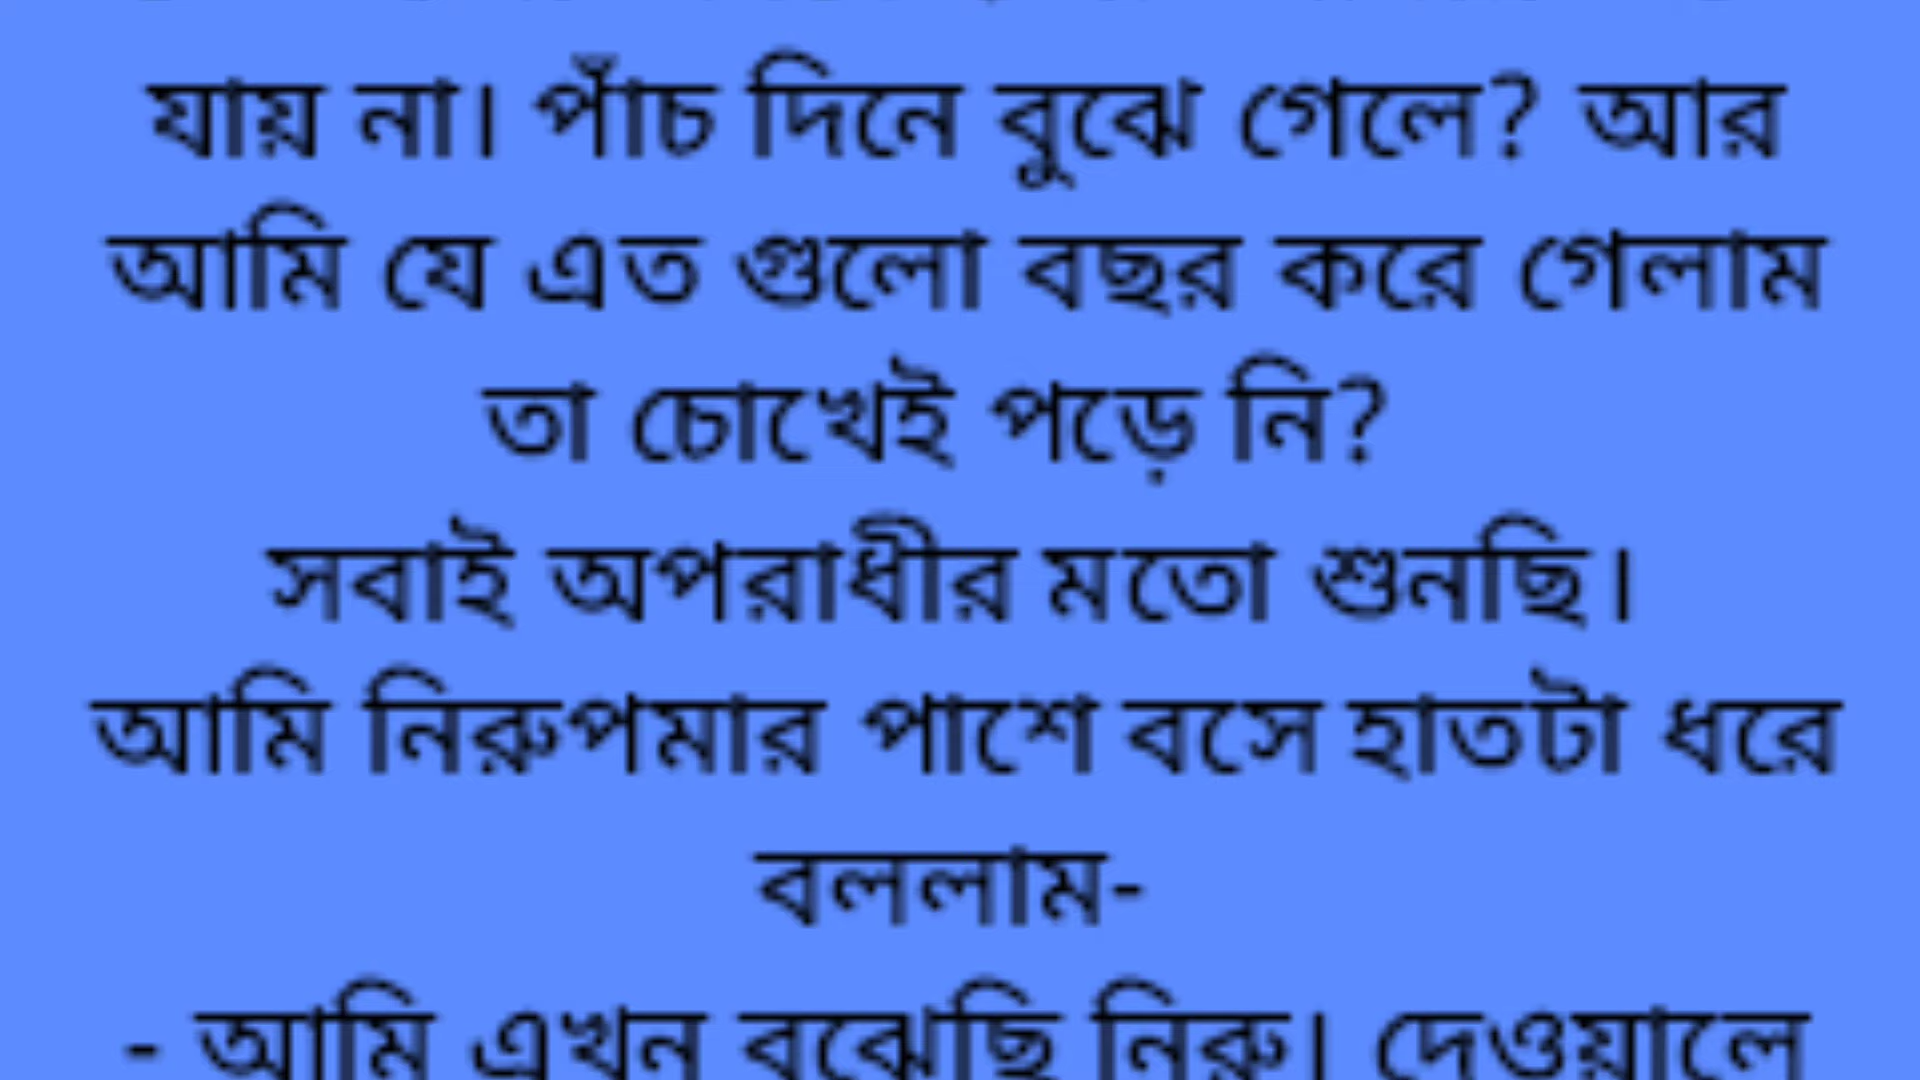 যায় না। পাঁচ দিনে বুঝে গেলে? আর
আমি যে এত গুলো বছর করে গেলাম
তা চোখেই পড়ে নি?
সবাই অপরাধীর মতো শুনছি।
আমি নিরুপমার পাশে বসে হাতটা ধরে
বললাম-
- আমি এখন বুঝেছি নিরু। দেওয়ালে